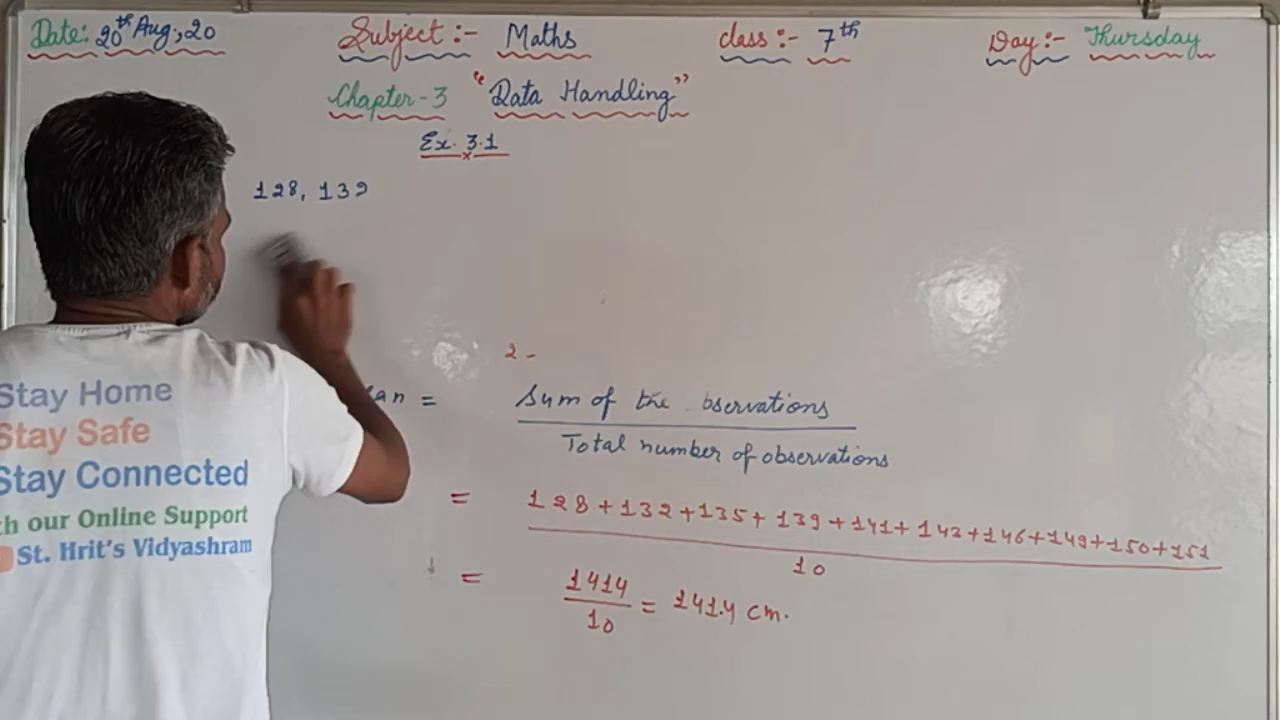 Date: 20th Aug, 20 Subject :- Maths class :- 7th Day :- Thursday
Chapter - 3 "Data Handling"
Ex. 3.1
128, 139
2 -
an = Sum of the bservations
Total number of observations
= 128+132+135+139+141+143+146+149+150+151
10
= 1414
10
= 141.4 cm.
Stay Home
Stay Safe
Stay Connected
th our Online Support
St. Hrit's Vidyashram